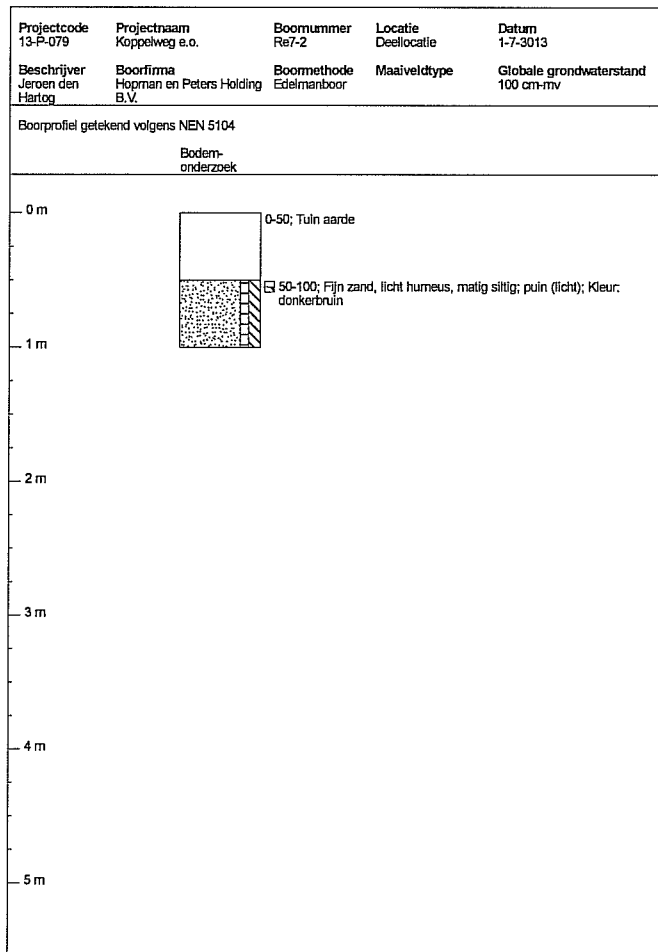 Projectcode Projectnaam Boornummer Locatie Datum
13-P-079 Koppelweg e.o. Re7-2 Deellocatie 1-7-3013
Beschrijver Boorfirma Boormethode Maaiveldtype Globale grondwaterstand
Jeroen den Hopman en Peters Holding Edelmanboor 100 cm-mv
Hartog B.V.
Boorprofiel getekend volgens NEN 5104
Bodem-
onderzoek
0 m
0-50; Tuin aarde
50-100; Fijn zand, licht humeus, matig siltig; puin (licht); Kleur:
donkerbruin
1 m
2 m
3 m
4 m
5 m